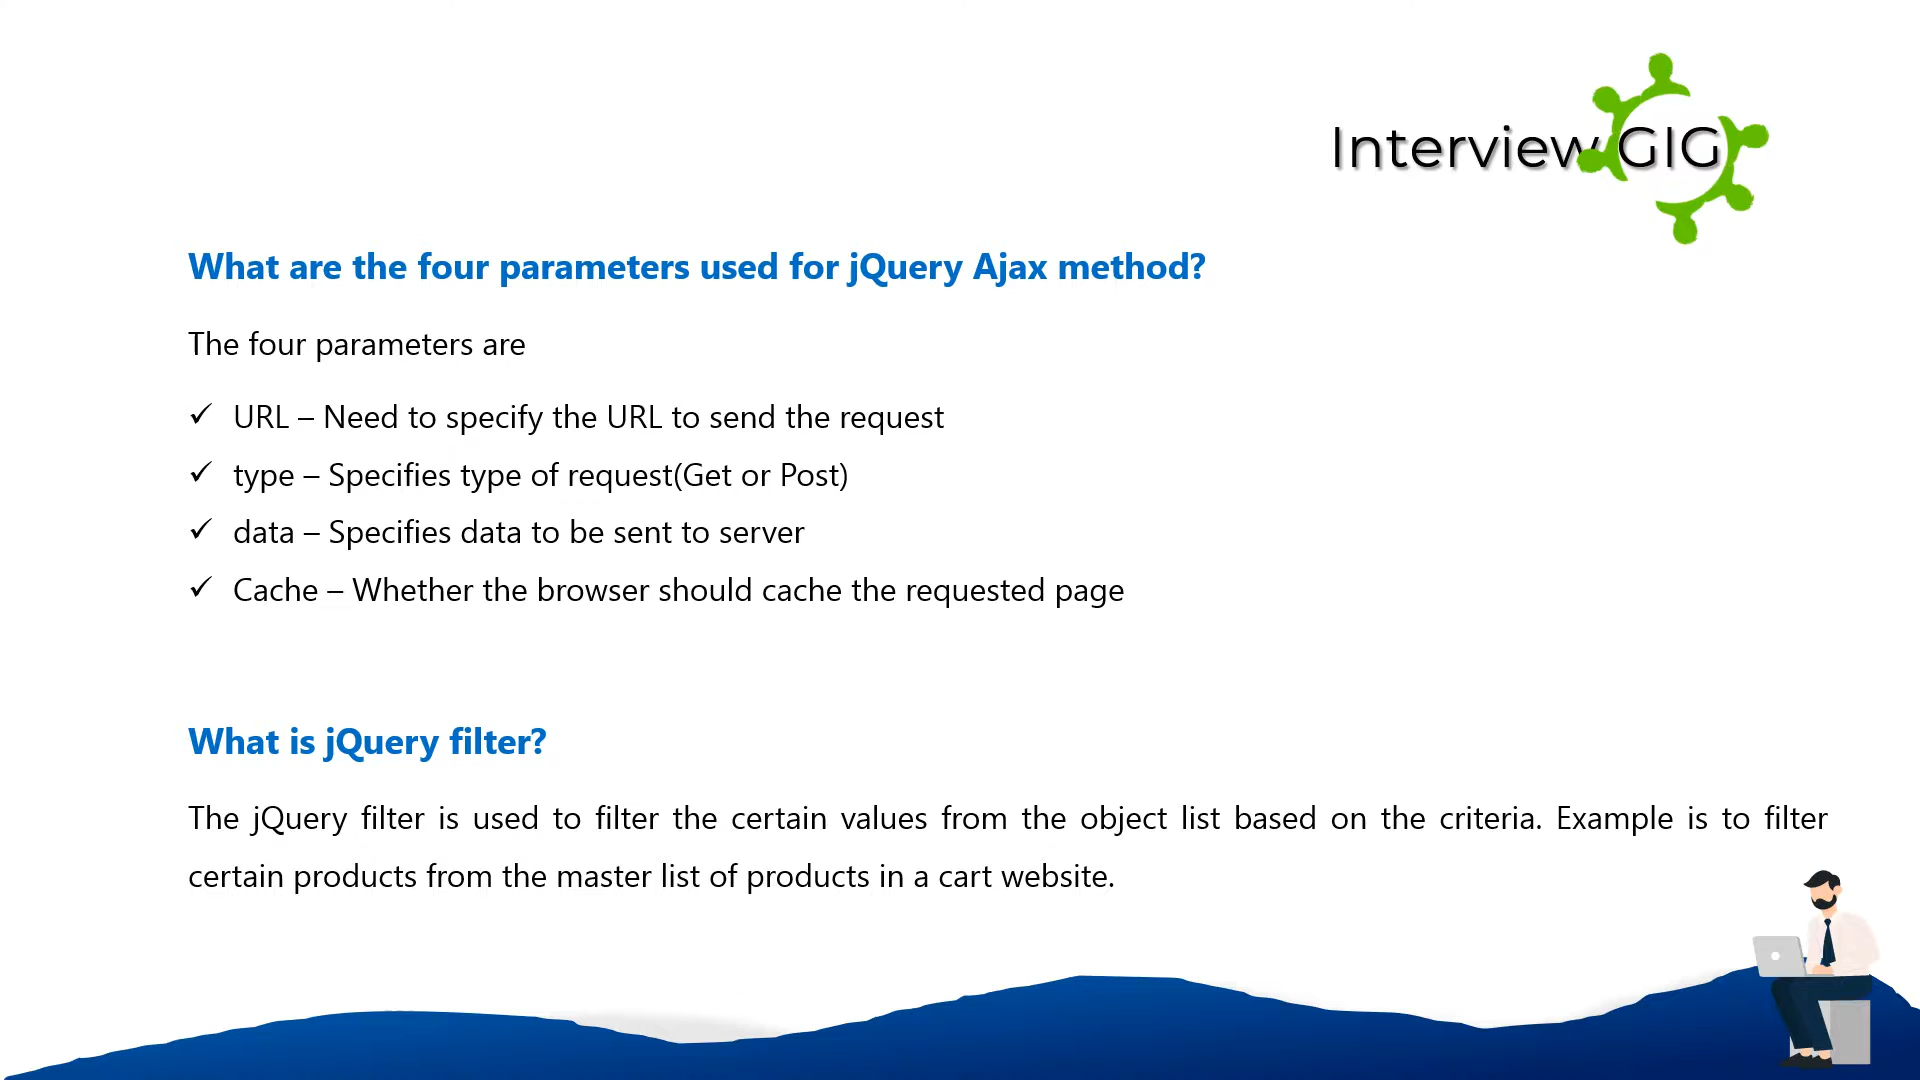 Interview GIG
What are the four parameters used for jQuery Ajax method?
The four parameters are
✓ URL – Need to specify the URL to send the request
✓ type – Specifies type of request(Get or Post)
✓ data – Specifies data to be sent to server
✓ Cache – Whether the browser should cache the requested page
What is jQuery filter?
The jQuery filter is used to filter the certain values from the object list based on the criteria. Example is to filter
certain products from the master list of products in a cart website.